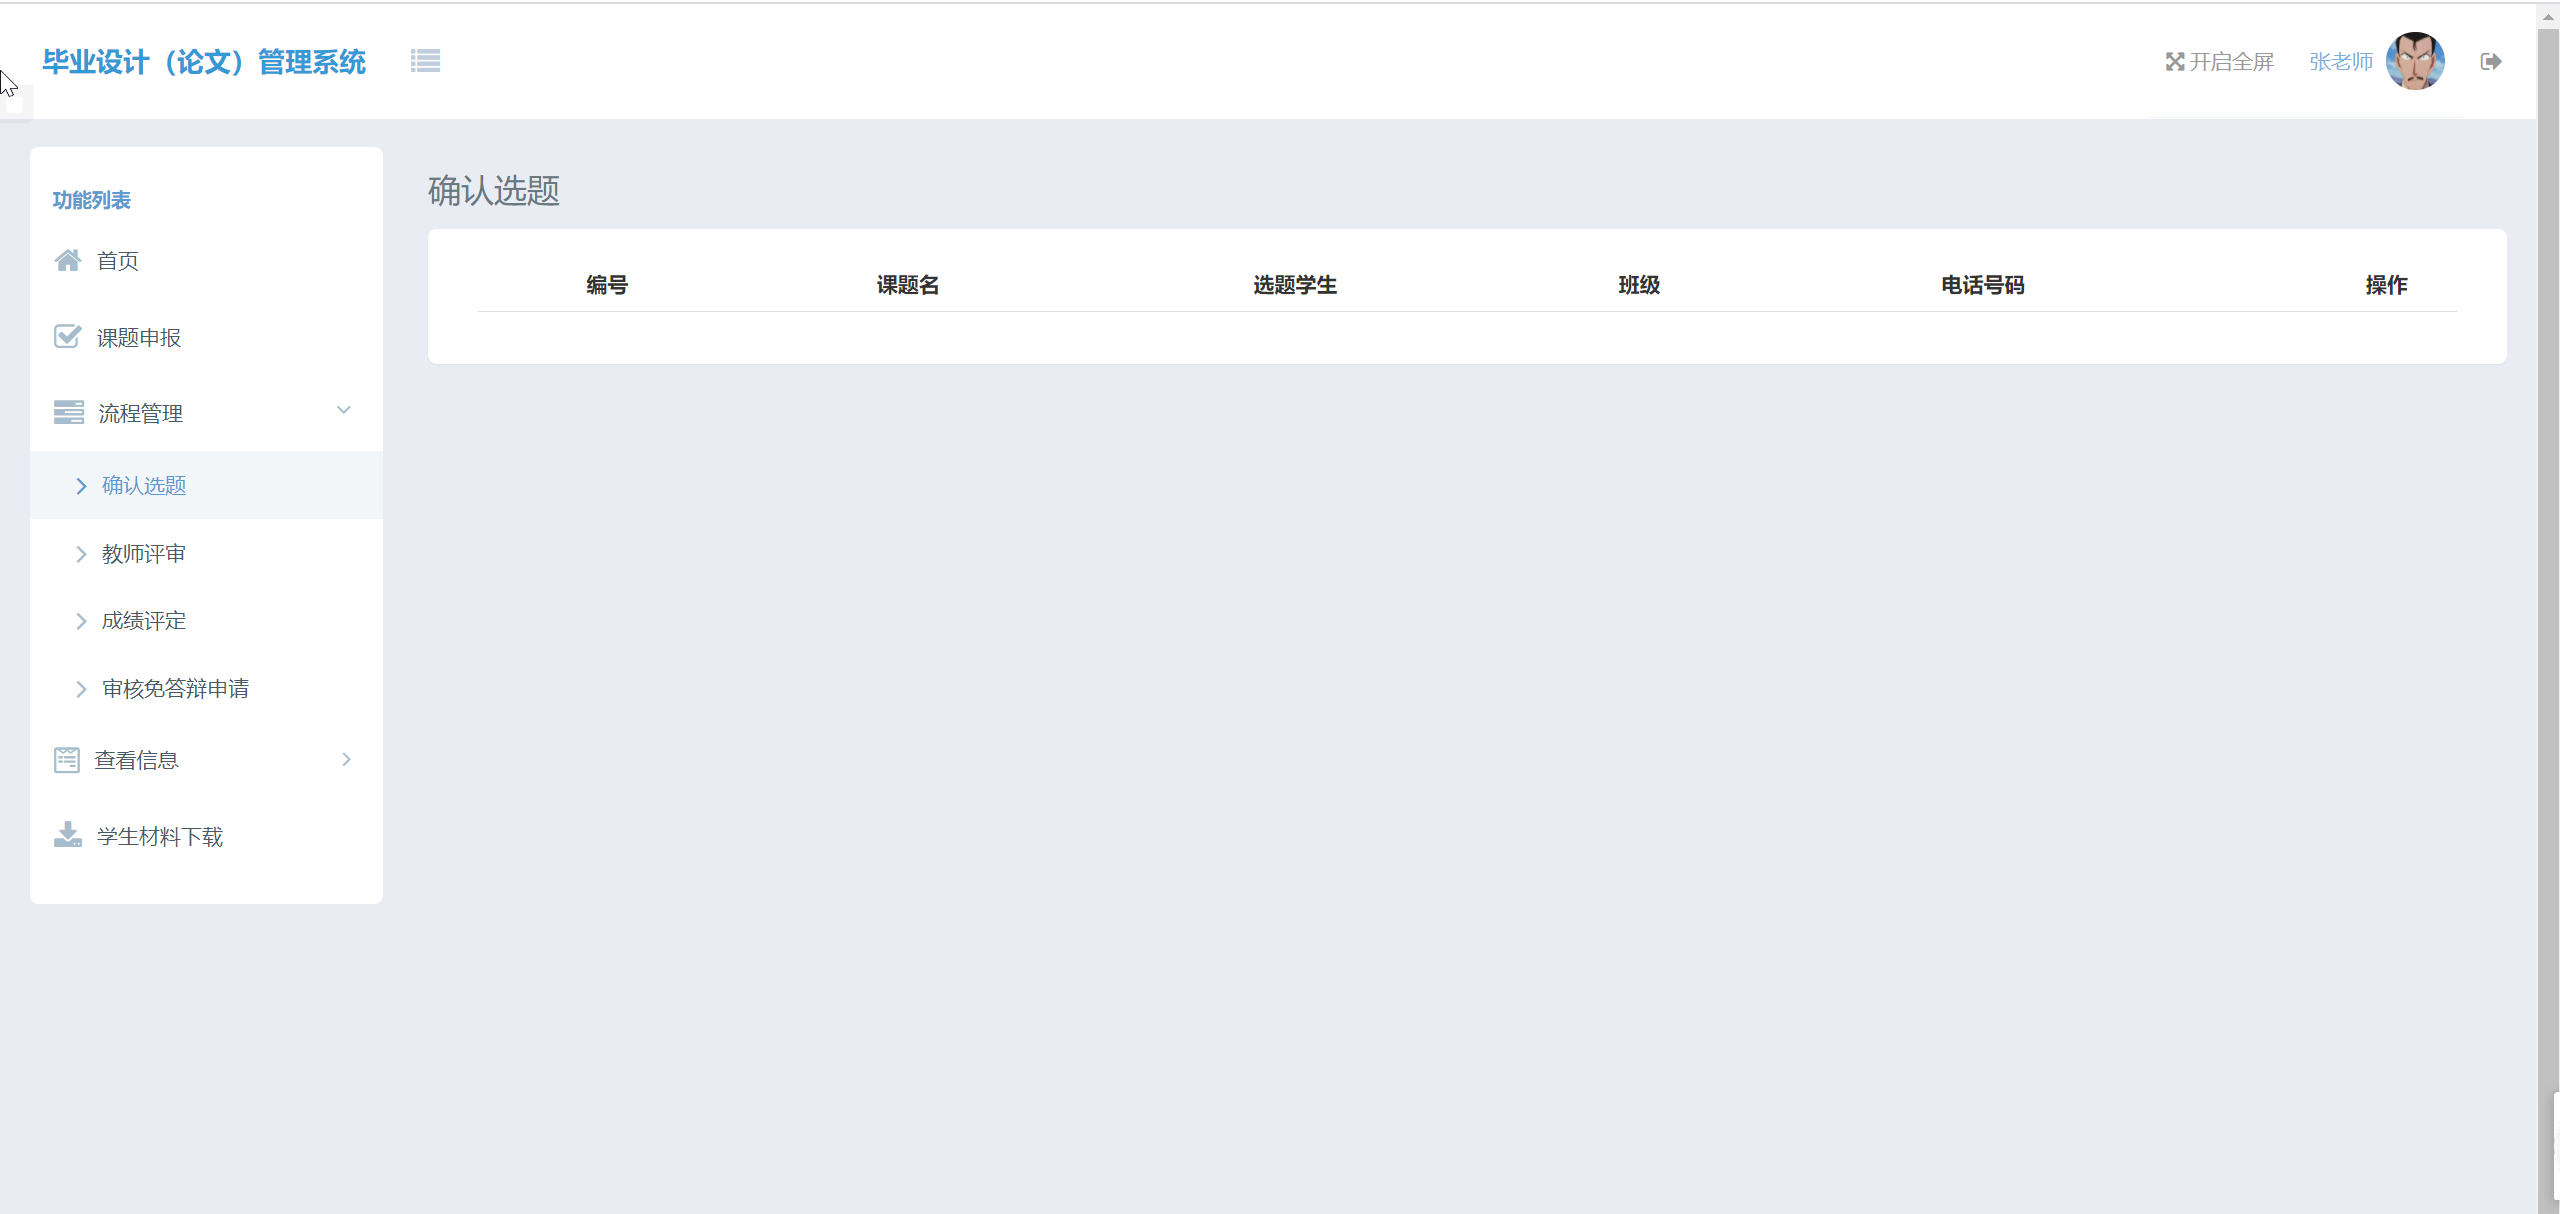 毕业设计（论文）管理系统
开启全屏 张老师
功能列表
首页
课题申报
流程管理
确认选题
教师评审
成绩评定
审核免答辩申请
查看信息
学生材料下载
确认选题
编号 课题名 选题学生 班级 电话号码 操作